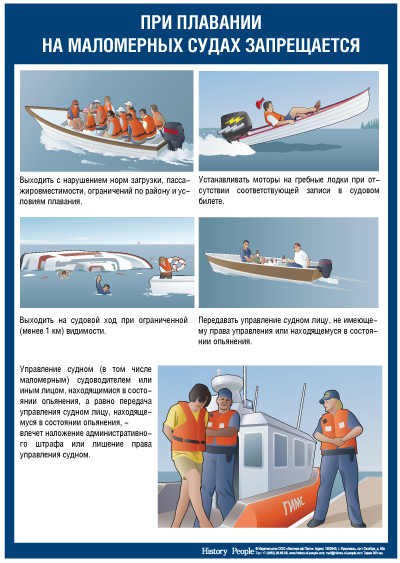 ПРИ ПЛАВАНИИ
НА МАЛОМЕРНЫХ СУДАХ ЗАПРЕЩАЕТСЯ
Выходить с нарушением норм загрузки, пасса-
жировместимости, ограничений по району и ус-
ловиям плавания.
Устанавливать моторы на гребные лодки при от-
сутствии соответствующей записи в судовом
билете.
Выходить на судовой ход при ограниченной
(менее 1 км) видимости.
Передавать управление судном лицу, не имеюще-
му права управления или находящемуся в состоя-
нии опьянения.
Управление судном (в том числе
маломерным) судоводителем или
иным лицом, находящимися в состо-
янии опьянения, а равно передача
управления судном лицу, находяще-
муся в состоянии опьянения, –
влечет наложение административно-
го штрафа или лишение права
управления судном.
ГИМС
History People